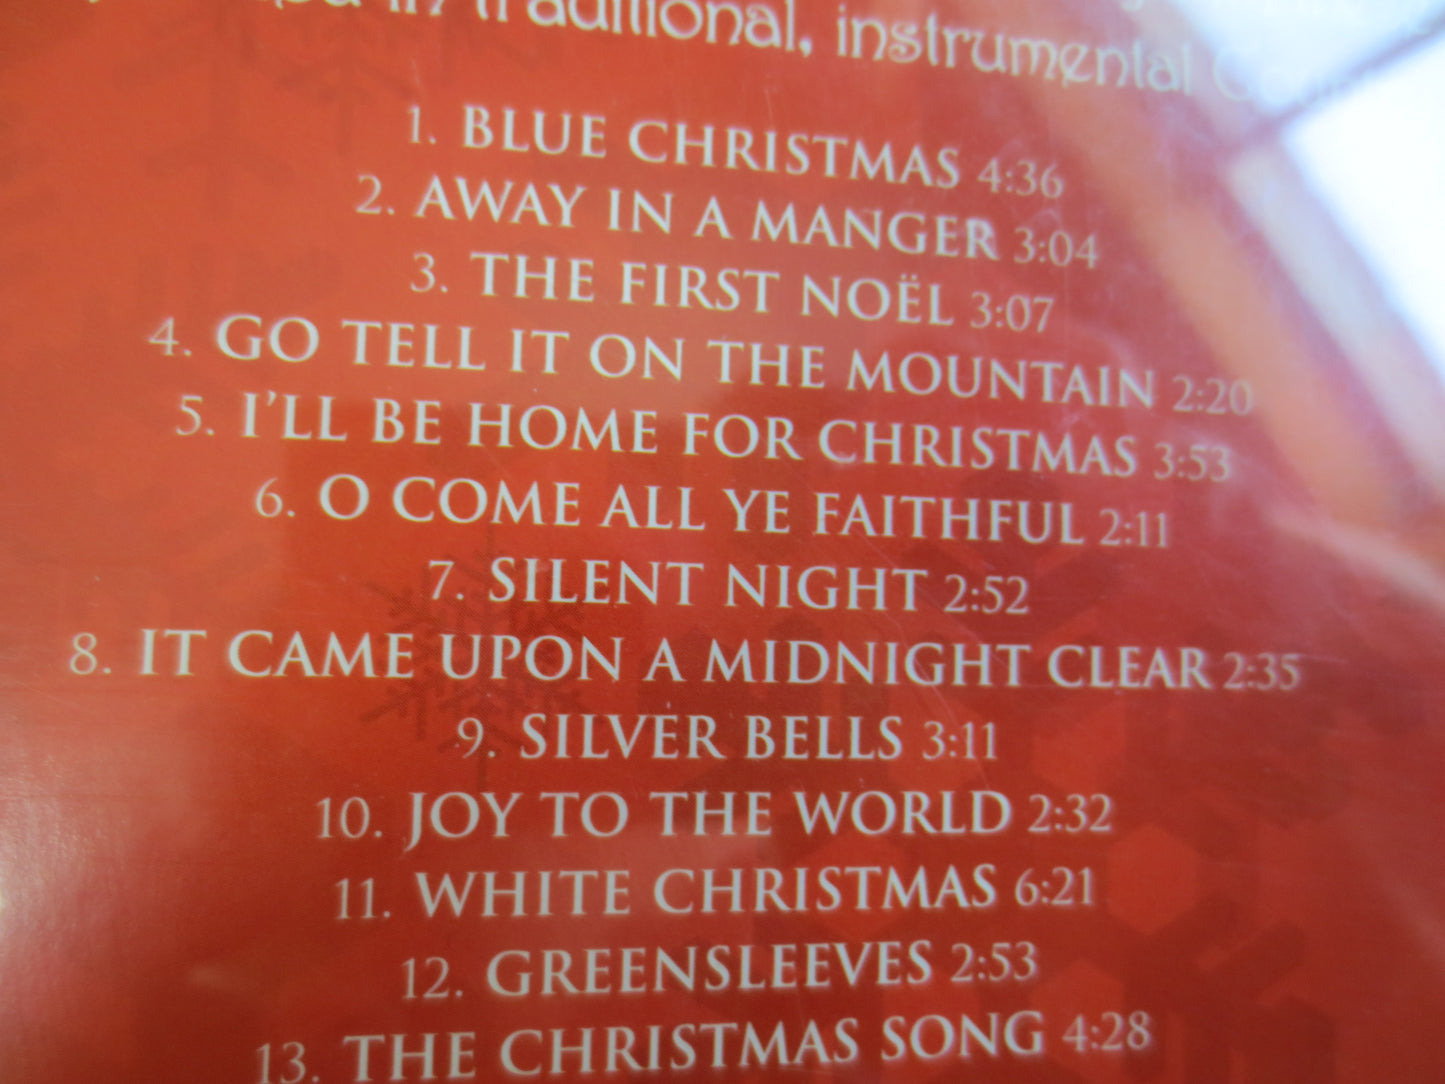 in traditional, instrumental
1. BLUE CHRISTMAS 4:36
2. AWAY IN A MANGER 3:04
3. THE FIRST NOËL 3:07
4. GO TELL IT ON THE MOUNTAIN 2:20
5. I'LL BE HOME FOR CHRISTMAS 3:53
6. O COME ALL YE FAITHFUL 2:11
7. SILENT NIGHT 2:52
8. IT CAME UPON A MIDNIGHT CLEAR 2:35
9. SILVER BELLS 3:11
10. JOY TO THE WORLD 2:32
11. WHITE CHRISTMAS 6:21
12. GREENSLEEVES 2:53
13. THE CHRISTMAS SONG 4:28